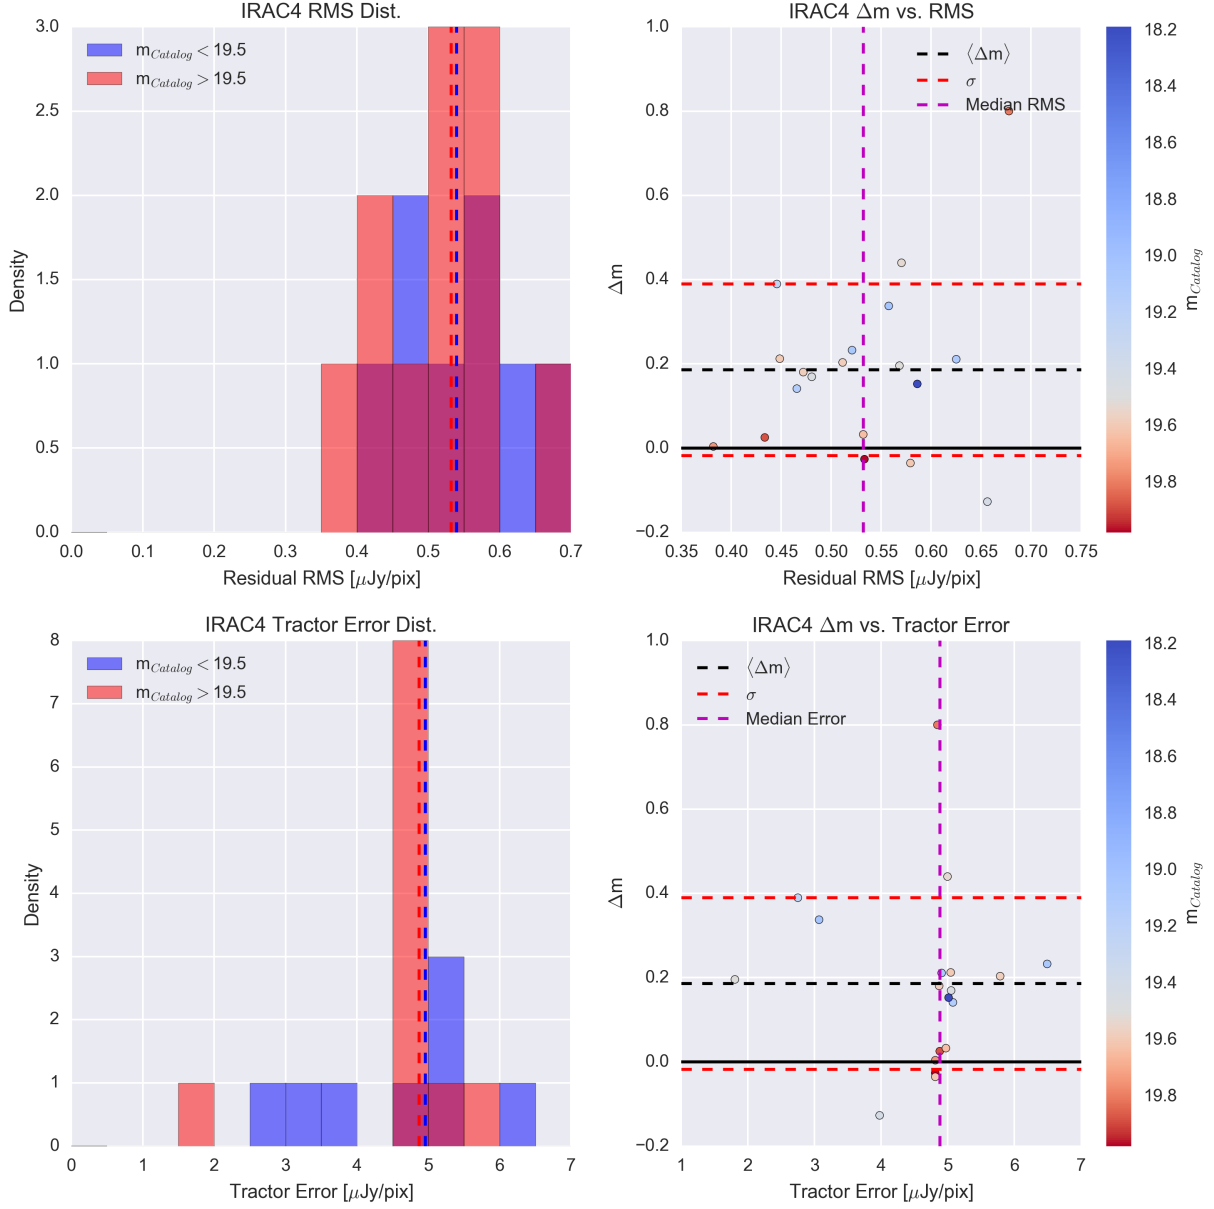 IRAC4 RMS Dist.
3.0
2.5
2.0
1.5
1.0
0.5
0.0
Density
m_Catalog < 19.5
m_Catalog > 19.5
0.0 0.1 0.2 0.3 0.4 0.5 0.6 0.7
Residual RMS [μJy/pix]
IRAC4 Δm vs. RMS
1.0
0.8
0.6
0.4
0.2
0.0
−0.2
Δm
⟨Δm⟩
σ
Median RMS
0.35 0.40 0.45 0.50 0.55 0.60 0.65 0.70 0.75
Residual RMS [μJy/pix]
18.2
18.4
18.6
18.8
19.0
19.2
19.4
19.6
19.8
m_Catalog
IRAC4 Tractor Error Dist.
8
7
6
5
4
3
2
1
0
Density
m_Catalog < 19.5
m_Catalog > 19.5
0 1 2 3 4 5 6 7
Tractor Error [μJy/pix]
IRAC4 Δm vs. Tractor Error
1.0
0.8
0.6
0.4
0.2
0.0
−0.2
Δm
⟨Δm⟩
σ
Median Error
1 2 3 4 5 6 7
Tractor Error [μJy/pix]
18.2
18.4
18.6
18.8
19.0
19.2
19.4
19.6
19.8
m_Catalog